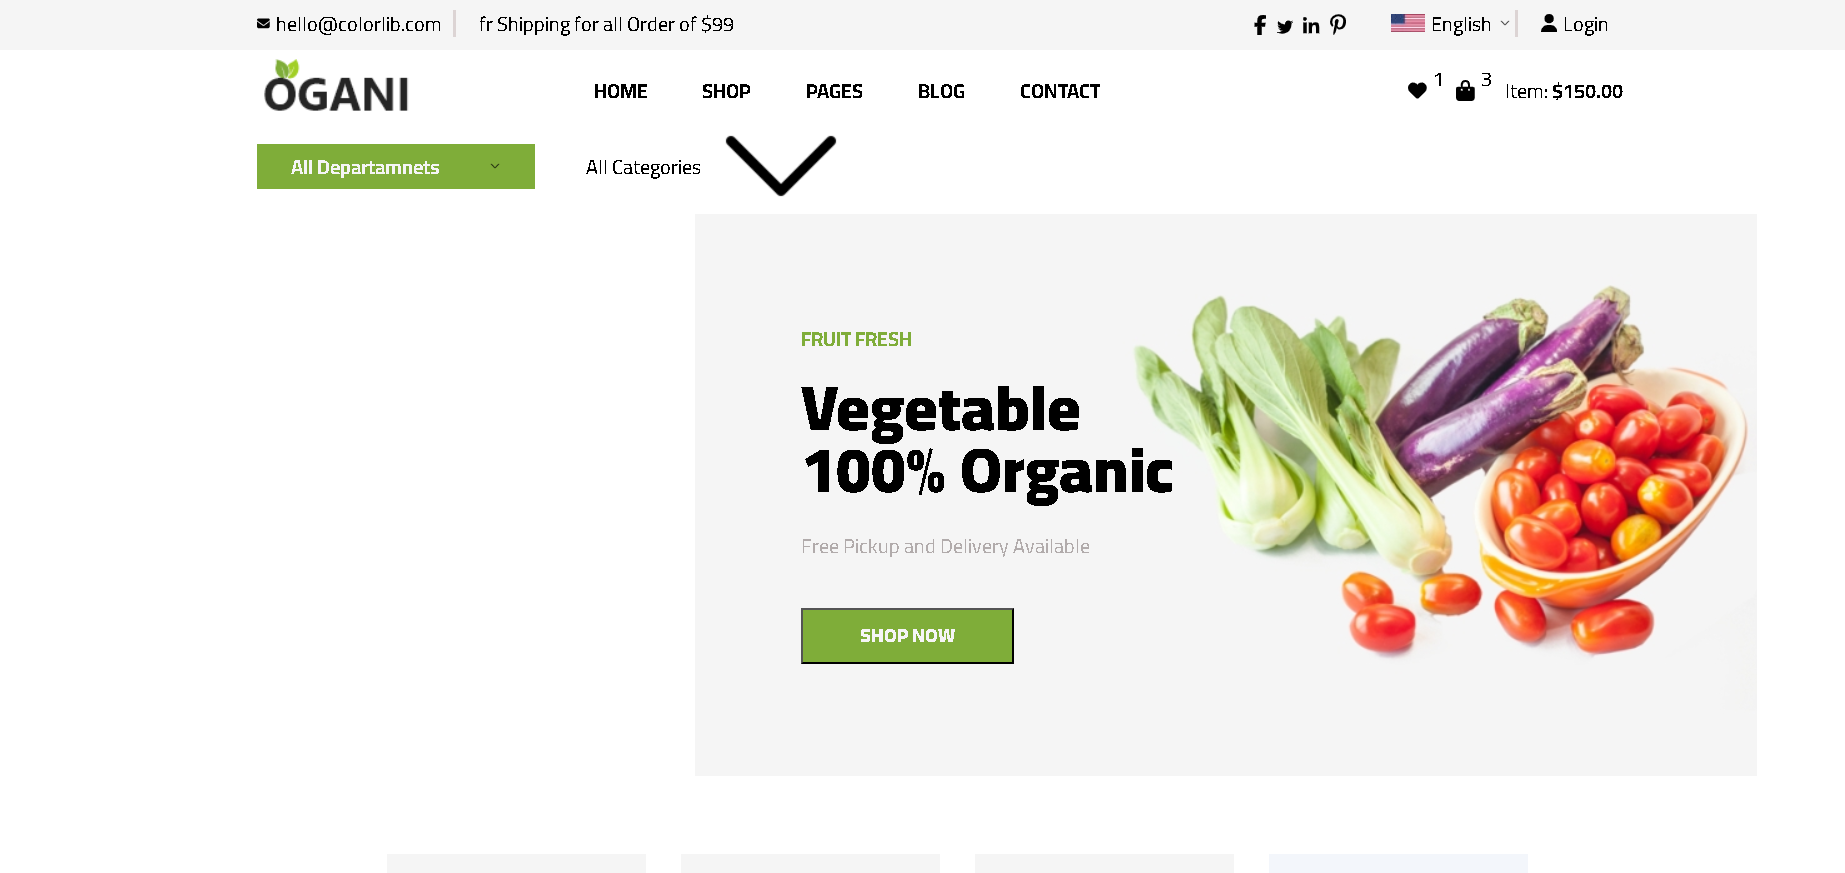 hello@colorlib.com fr Shipping for all Order of $99 English Login
OGANI HOME SHOP PAGES BLOG CONTACT 1 3 Item: $150.00
All Departamnets All Categories
FRUIT FRESH
Vegetable
100% Organic
Free Pickup and Delivery Available
SHOP NOW